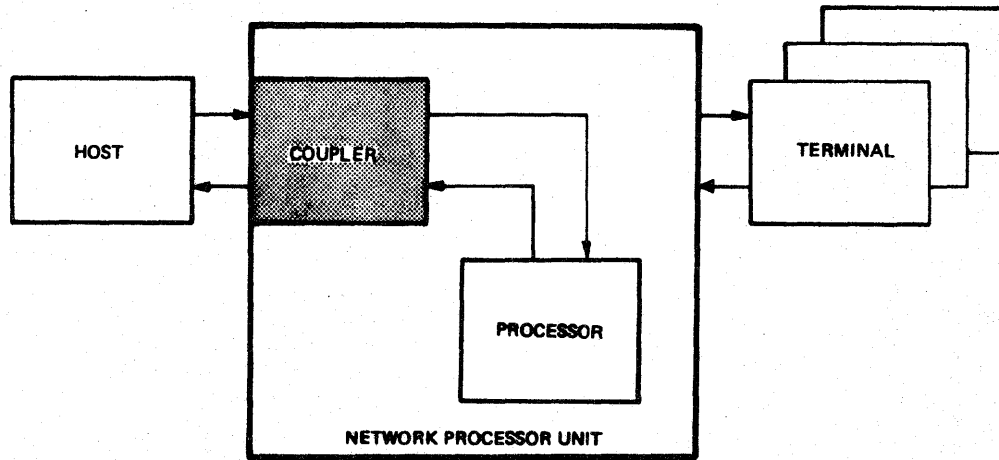 HOST
COUPLER
TERMINAL
PROCESSOR
NETWORK PROCESSOR UNIT